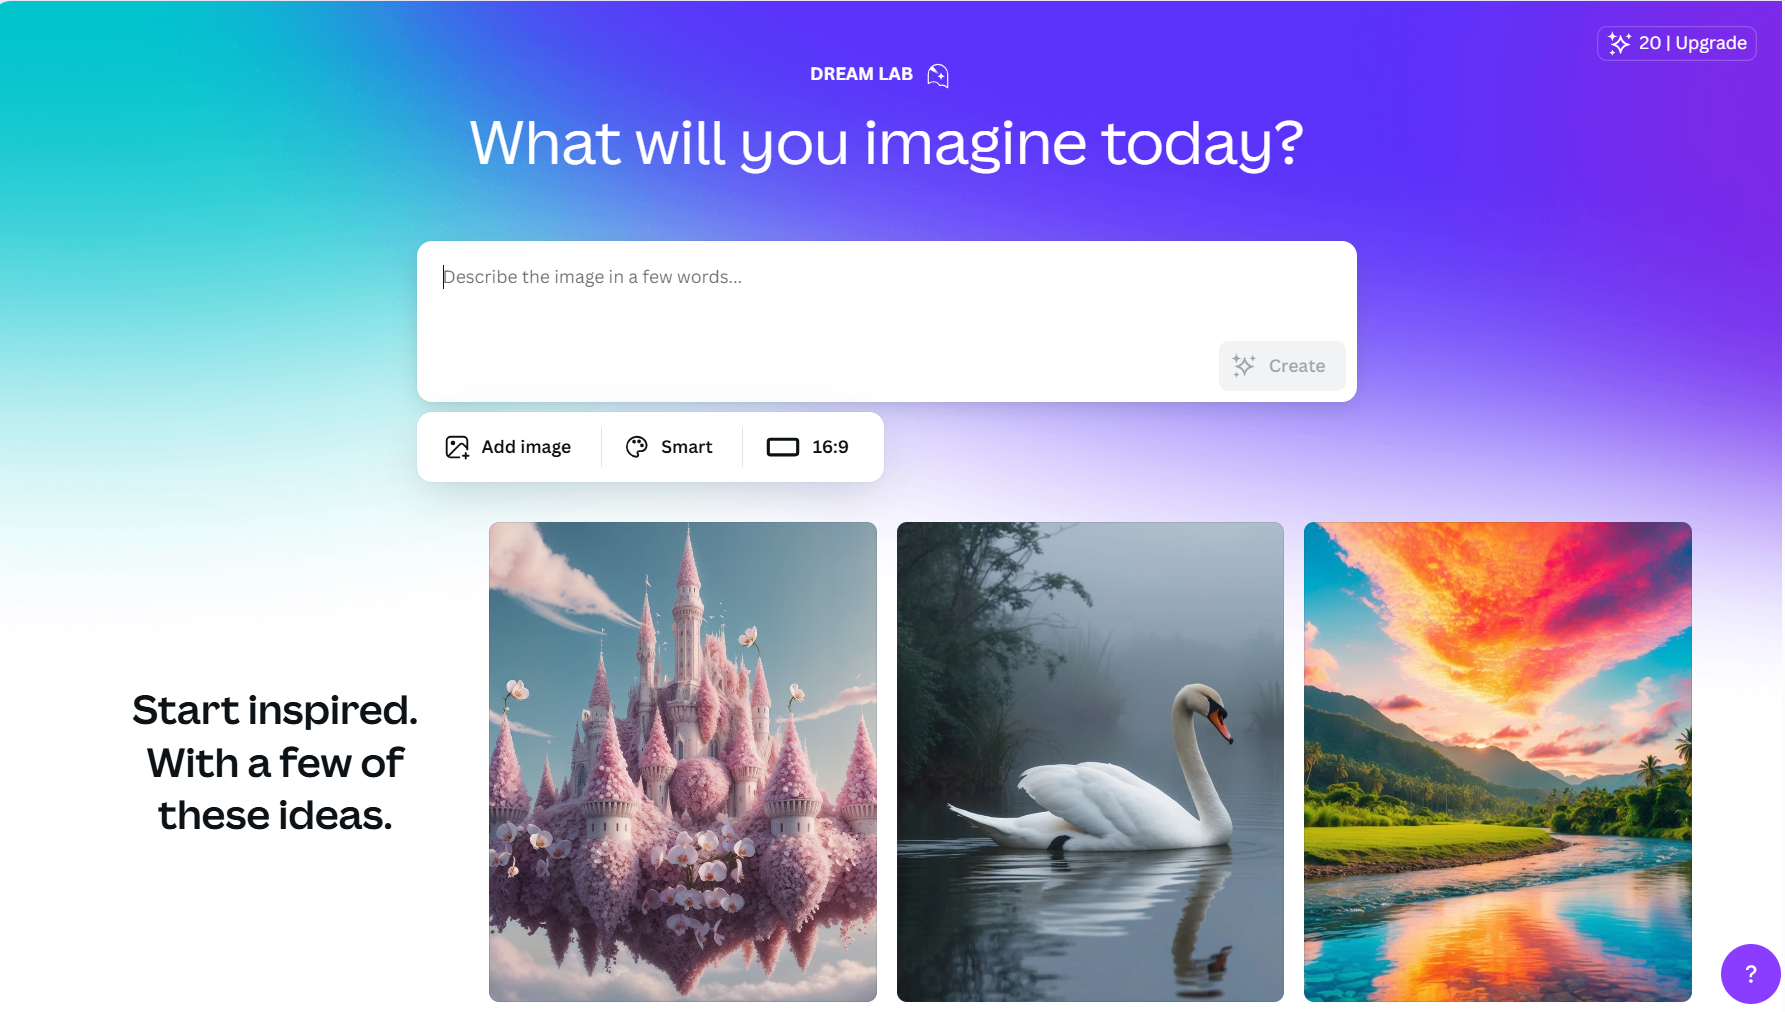 20 | Upgrade
DREAM LAB
What will you imagine today?
Describe the image in a few words...
Create
Add image
Smart
16:9
Start inspired.
With a few of
these ideas.
?